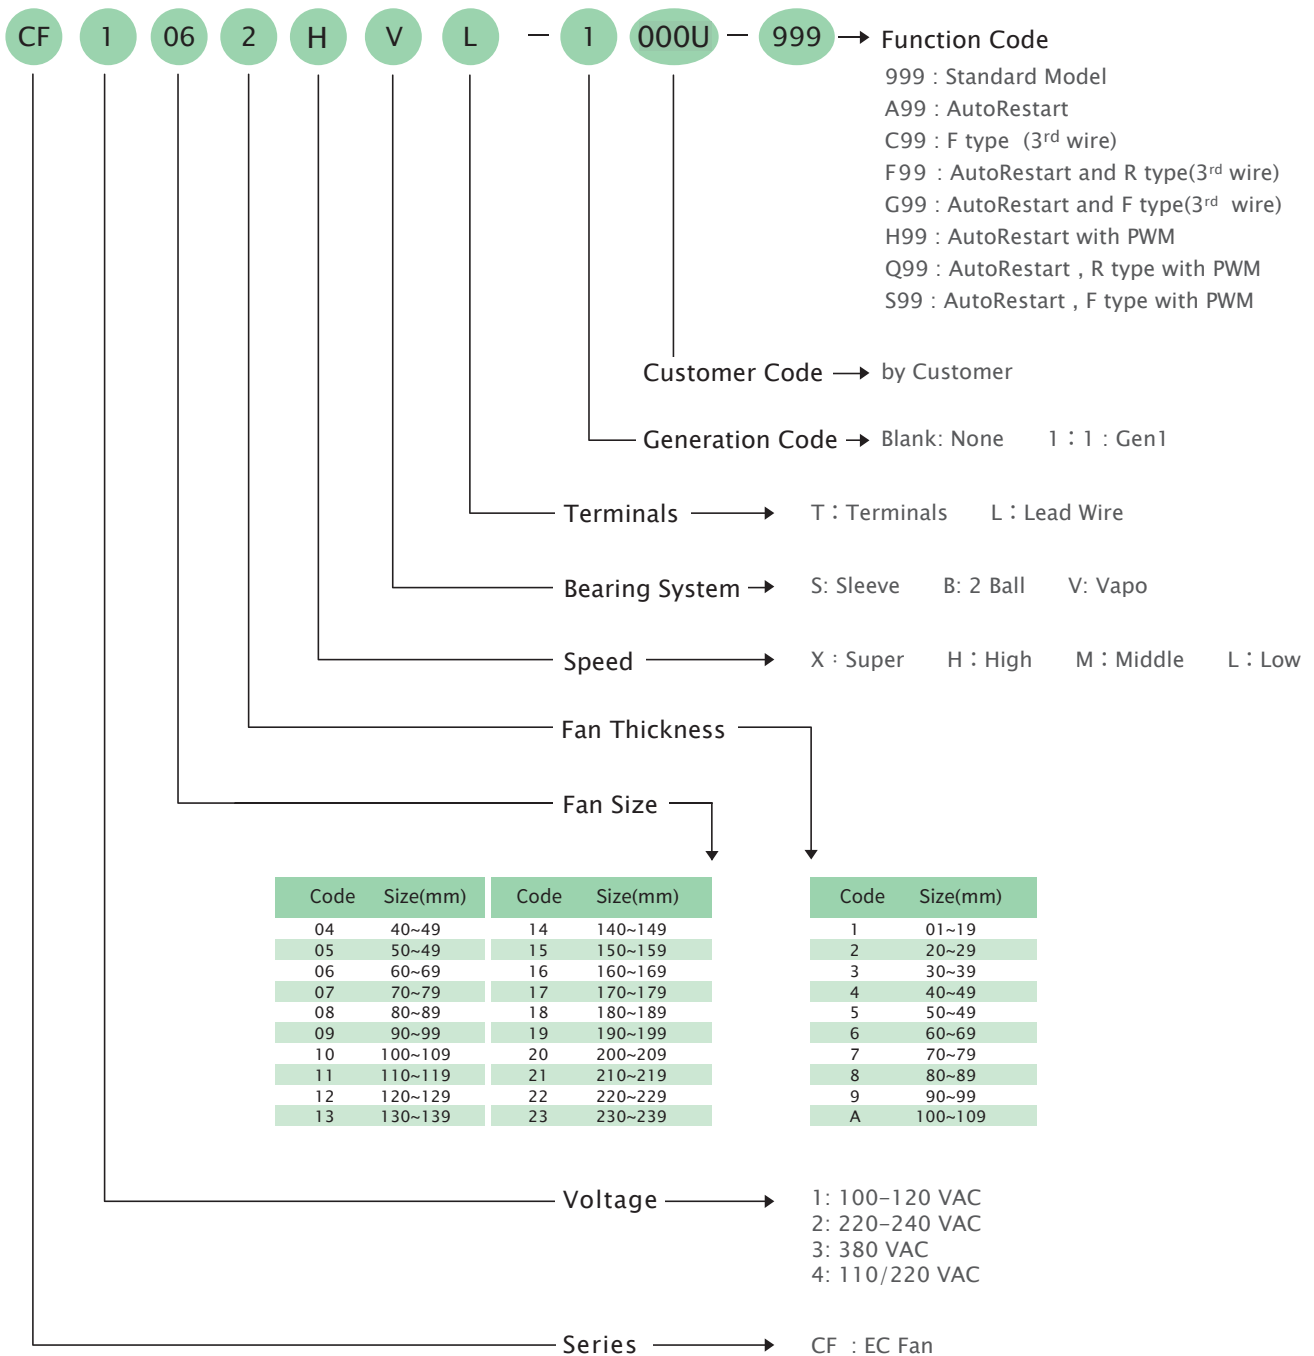 CF 1 06 2 H V L – 1 000U – 999 Function Code
999 : Standard Model
A99 : AutoRestart
C99 : F type (3rd wire)
F99 : AutoRestart and R type(3rd wire)
G99 : AutoRestart and F type(3rd wire)
H99 : AutoRestart with PWM
Q99 : AutoRestart , R type with PWM
S99 : AutoRestart , F type with PWM
Customer Code by Customer
Generation Code Blank: None 1：1 : Gen1
Terminals T：Terminals L：Lead Wire
Bearing System S: Sleeve B: 2 Ball V: Vapo
Speed X：Super H：High M：Middle L：Low
Fan Thickness
Fan Size
Code Size(mm) Code Size(mm) Code Size(mm)
04 40~49 14 140~149 1 01~19
05 50~49 15 150~159 2 20~29
06 60~69 16 160~169 3 30~39
07 70~79 17 170~179 4 40~49
08 80~89 18 180~189 5 50~49
09 90~99 19 190~199 6 60~69
10 100~109 20 200~209 7 70~79
11 110~119 21 210~219 8 80~89
12 120~129 22 220~229 9 90~99
13 130~139 23 230~239 A 100~109
Voltage 1: 100–120 VAC
2: 220–240 VAC
3: 380 VAC
4: 110/220 VAC
Series CF : EC Fan